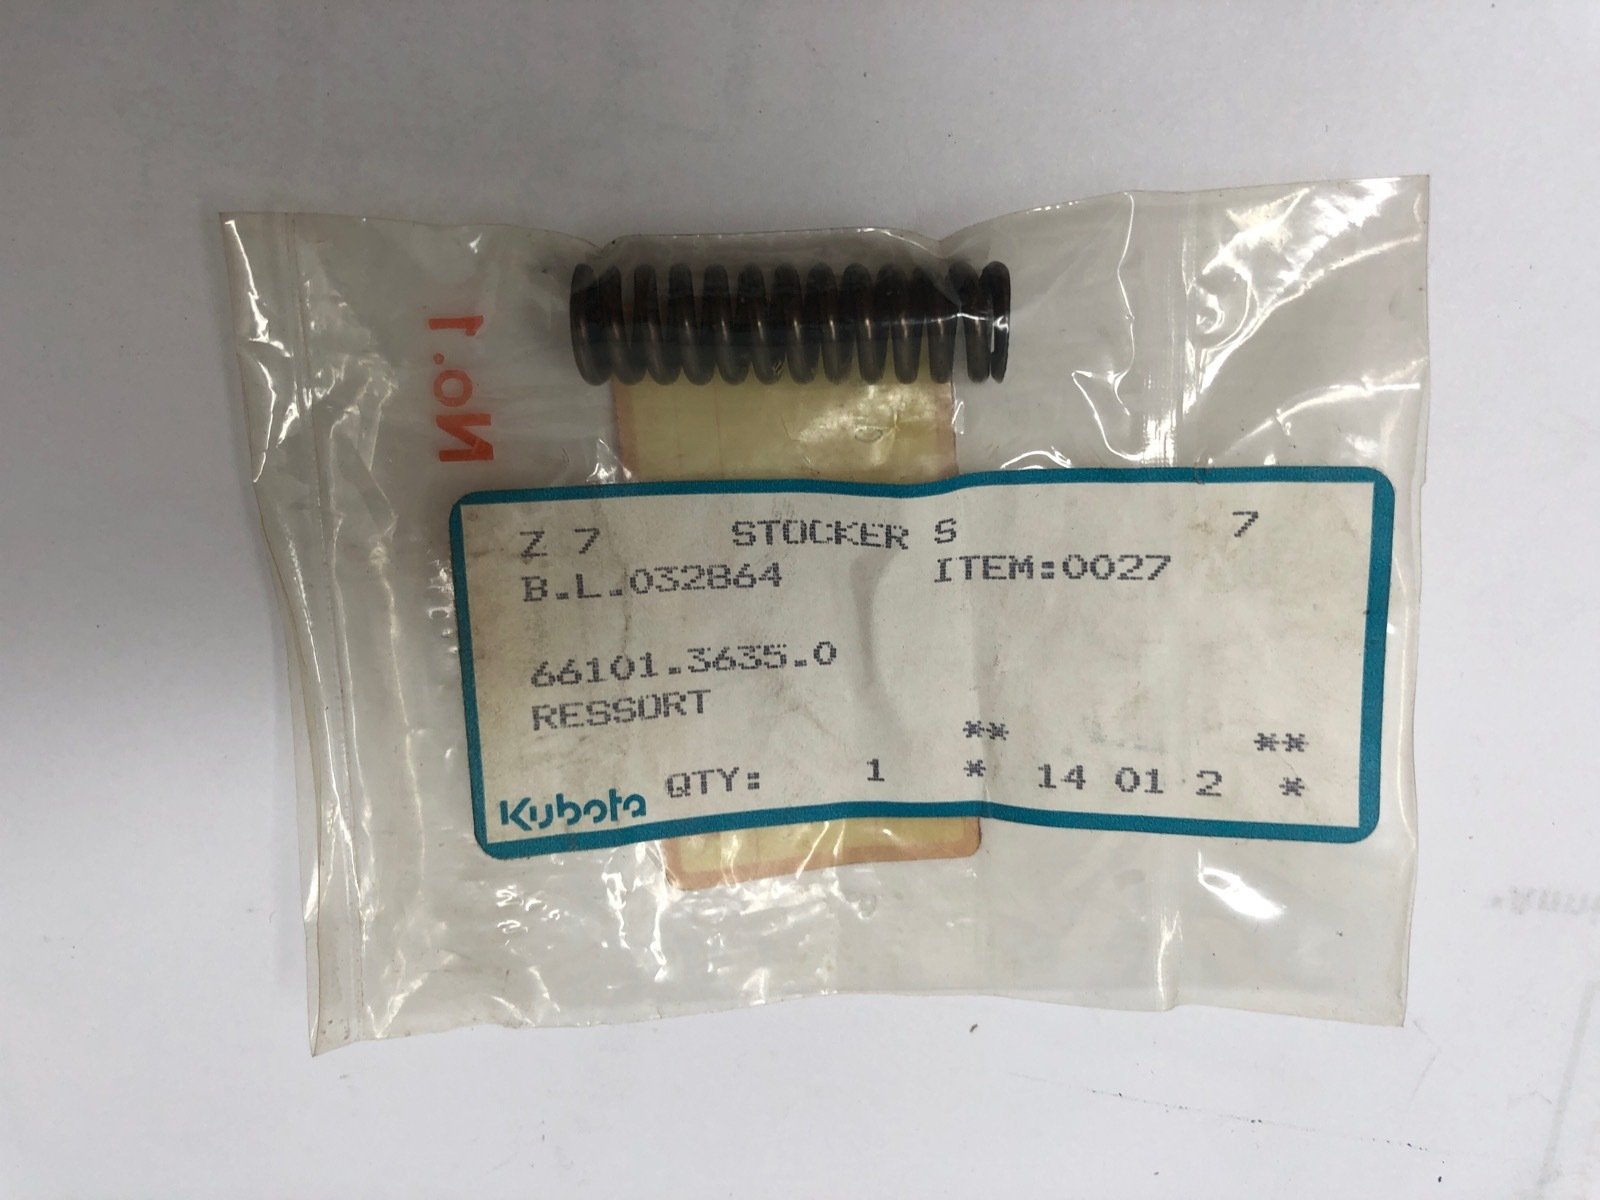 No.1
Z 7 STOCKER S 7
B.L.032864 ITEM:0027
66101.3635.0
RESSORT
** **
QTY: 1 * 14 01 2 *
Kubota